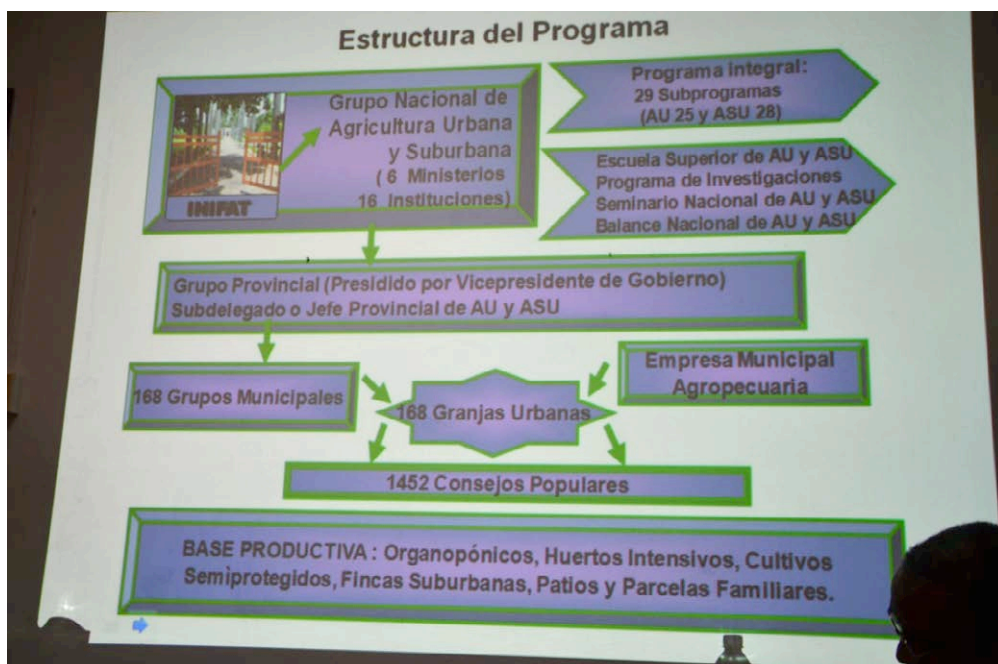 Estructura del Programa
Grupo Nacional de
Agricultura Urbana
y Suburbana
( 6 Ministerios
16 Instituciones)
INIFAT
Programa integral:
29 Subprogramas
(AU 25 y ASU 28)
Escuela Superior de AU y ASU
Programa de Investigaciones
Seminario Nacional de AU y ASU
Balance Nacional de AU y ASU
Grupo Provincial (Presidido por Vicepresidente de Gobierno)
Subdelegado o Jefe Provincial de AU y ASU
168 Grupos Municipales
168 Granjas Urbanas
Empresa Municipal
Agropecuaria
1452 Consejos Populares
BASE PRODUCTIVA : Organopónicos, Huertos Intensivos, Cultivos
Semiprotegidos, Fincas Suburbanas, Patios y Parcelas Familiares.